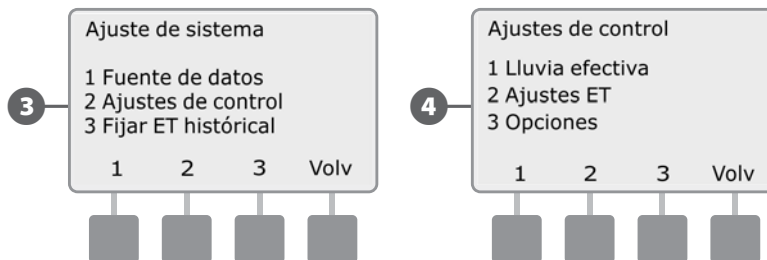 3
Ajuste de sistema
1 Fuente de datos
2 Ajustes de control
3 Fijar ET histórical
1 2 3 Volv
4
Ajustes de control
1 Lluvia efectiva
2 Ajustes ET
3 Opciones
1 2 3 Volv